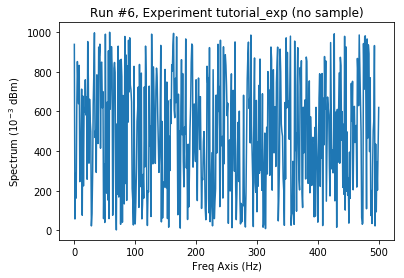 Run #6, Experiment tutorial_exp (no sample)
1000
800
600
400
200
0
Spectrum (10⁻³ dBm)
0 100 200 300 400 500
Freq Axis (Hz)